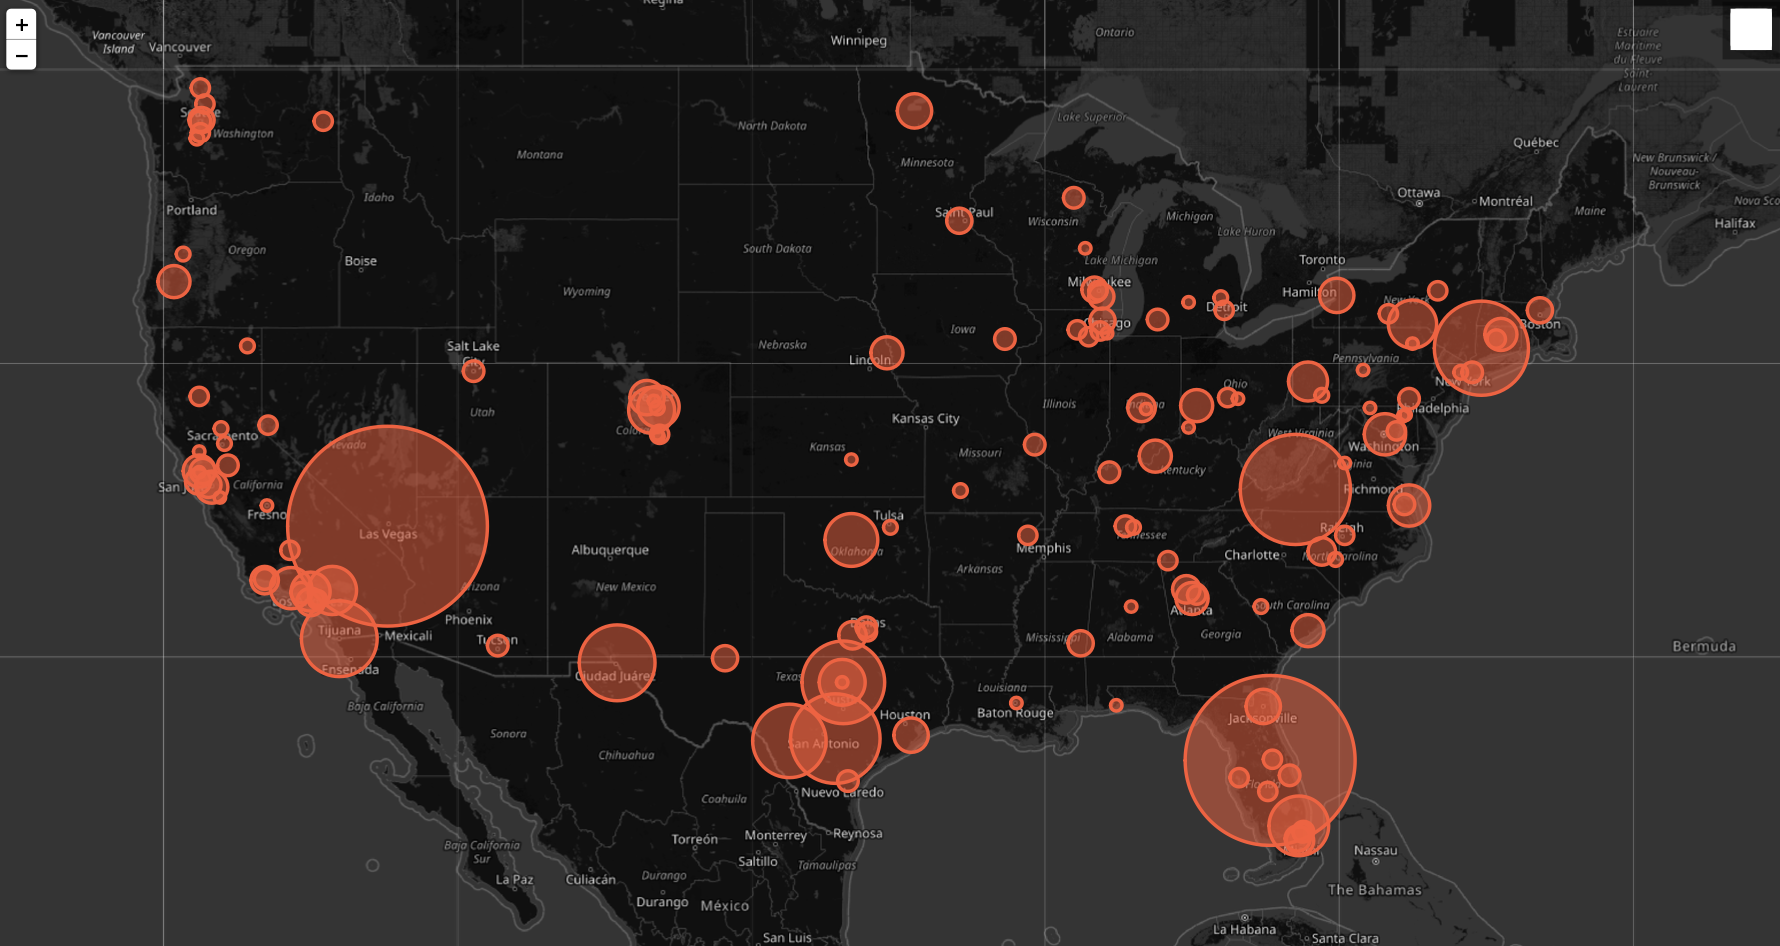 Regina
+
−
Vancouver
Island
Vancouver
Winnipeg
Ontario
Estuaire
Maritime
du Fleuve
Saint-
Laurent
Washington
North Dakota
Lake Superior
Montana
Minnesota
Québec
New Brunswick /
Nouveau-
Brunswick
Idaho
Ottawa
Montréal
Nova Sco
Portland
Saint Paul
Wisconsin
Michigan
Maine
Halifax
Lake Huron
Oregon
South Dakota
Boise
Lake Michigan
Toronto
Wyoming
Milwaukee
Hamilton
New York
Detroit
Chicago
Boston
Iowa
Salt Lake
City
Nebraska
Lincoln
Pennsylvania
New York
Utah
Ohio
Illinois
Indiana
Philadelphia
Kansas City
Sacramento
Nevada
Colorado
West Virginia
Kansas
Missouri
Washington
Kentucky
Virginia
San J
California
Richmond
Fresno
Tulsa
Las Vegas
Raleigh
Tennessee
Albuquerque
Oklahoma
Memphis
Charlotte
North Carolina
Arkansas
Arizona
New Mexico
Los
South Carolina
Atlanta
Phoenix
Dallas
Tijuana
Mexicali
Tucson
Mississippi
Alabama
Georgia
Bermuda
Ensenada
Ciudad Juárez
Texas
Louisiana
Austin
Baja California
Houston
Baton Rouge
Jacksonville
Sonora
San Antonio
Chihuahua
Florida
Nuevo Laredo
Coahuila
Torreón
Monterrey
Reynosa
Baja California
Sur
Saltillo
Tamaulipas
Miami
Nassau
La Paz
Culiacán
Durango
The Bahamas
Durango
México
La Habana
San Luis
Santa Clara